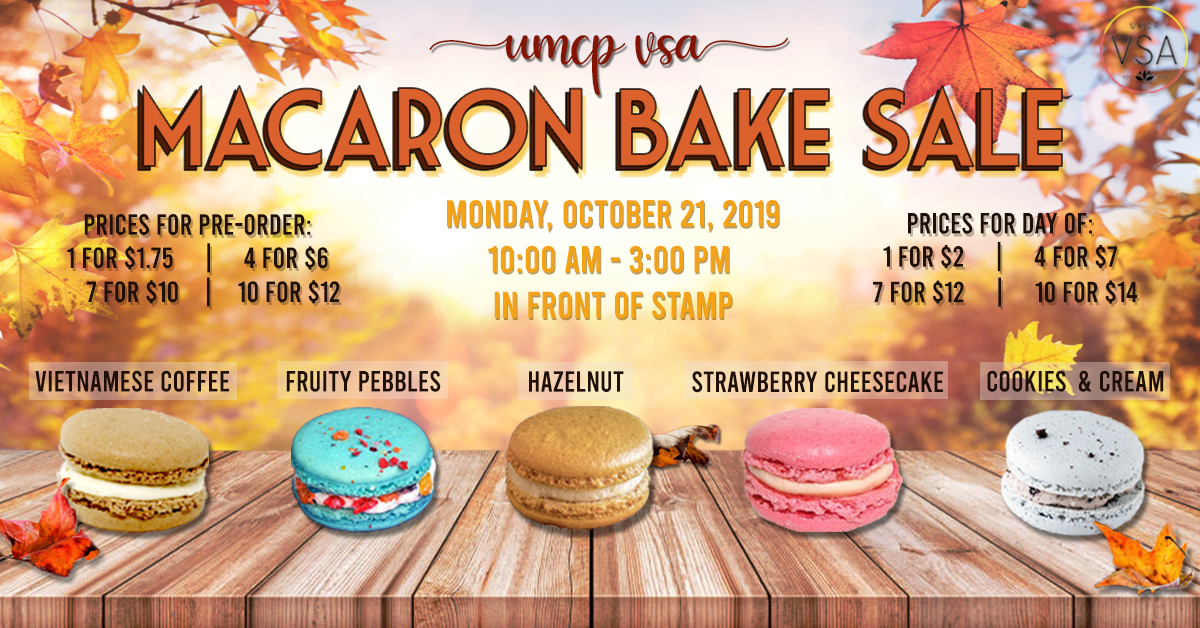 umcp vsa
MACARON BAKE SALE
VSA
MONDAY, OCTOBER 21, 2019
10:00 AM - 3:00 PM
IN FRONT OF STAMP
PRICES FOR PRE-ORDER:
1 FOR $1.75 | 4 FOR $6
7 FOR $10 | 10 FOR $12
PRICES FOR DAY OF:
1 FOR $2 | 4 FOR $7
7 FOR $12 | 10 FOR $14
VIETNAMESE COFFEE
FRUITY PEBBLES
HAZELNUT
STRAWBERRY CHEESECAKE
COOKIES & CREAM